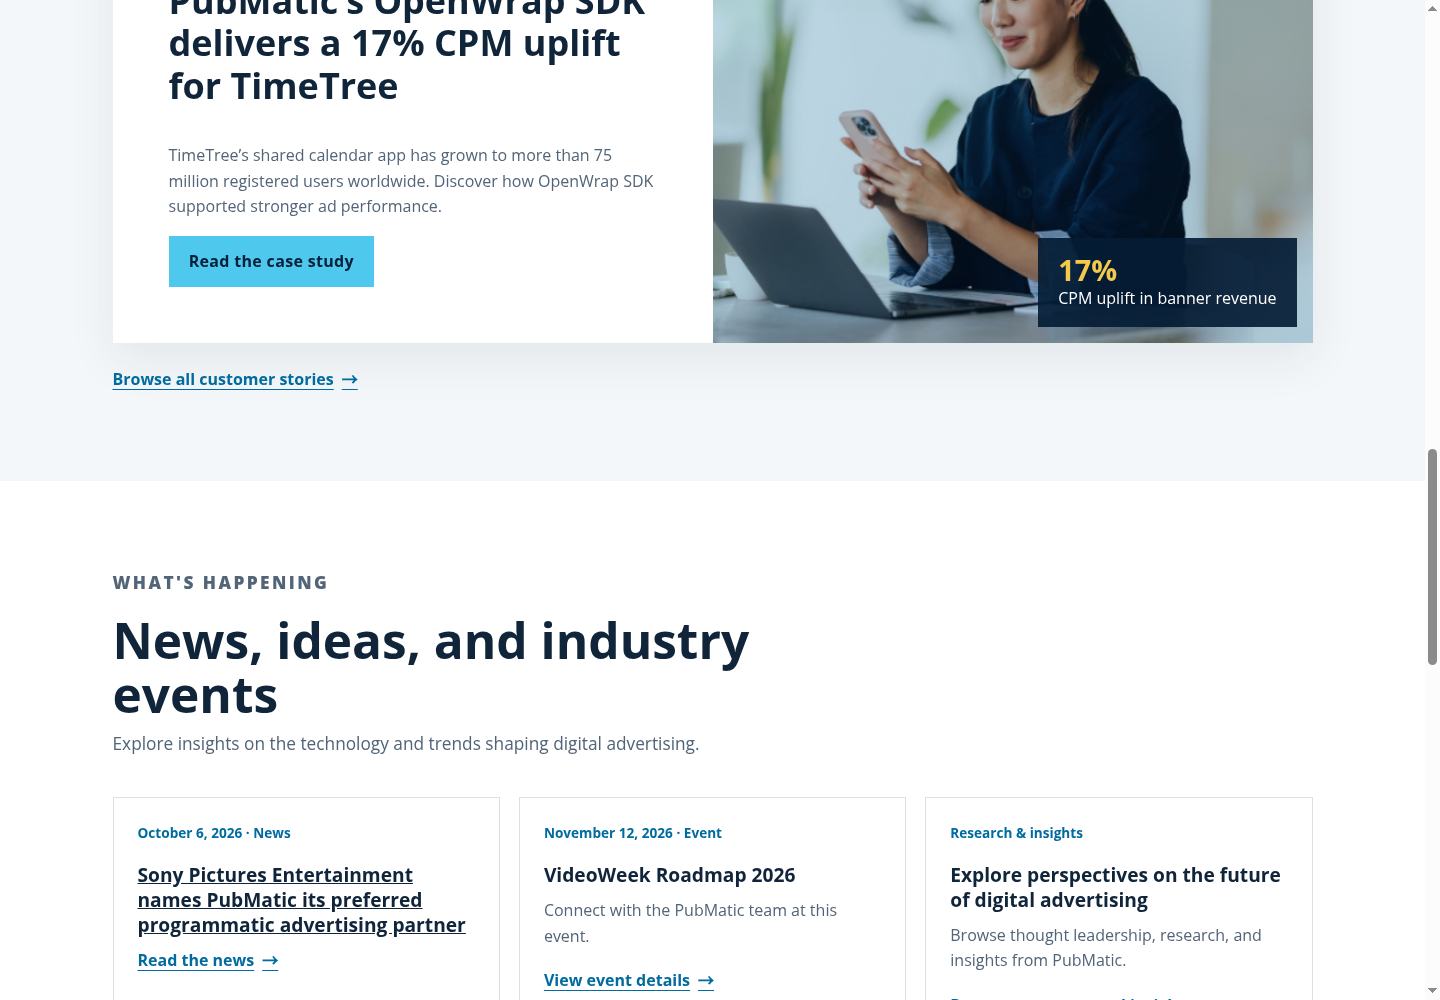 PubMatic's OpenWrap SDK
delivers a 17% CPM uplift
for TimeTree
TimeTree’s shared calendar app has grown to more than 75
million registered users worldwide. Discover how OpenWrap SDK
supported stronger ad performance.
Read the case study
17%
CPM uplift in banner revenue
Browse all customer stories →
WHAT'S HAPPENING
News, ideas, and industry
events
Explore insights on the technology and trends shaping digital advertising.
October 6, 2026 · News
Sony Pictures Entertainment
names PubMatic its preferred
programmatic advertising partner
Read the news →
November 12, 2026 · Event
VideoWeek Roadmap 2026
Connect with the PubMatic team at this
event.
View event details →
Research & insights
Explore perspectives on the future
of digital advertising
Browse thought leadership, research, and
insights from PubMatic.